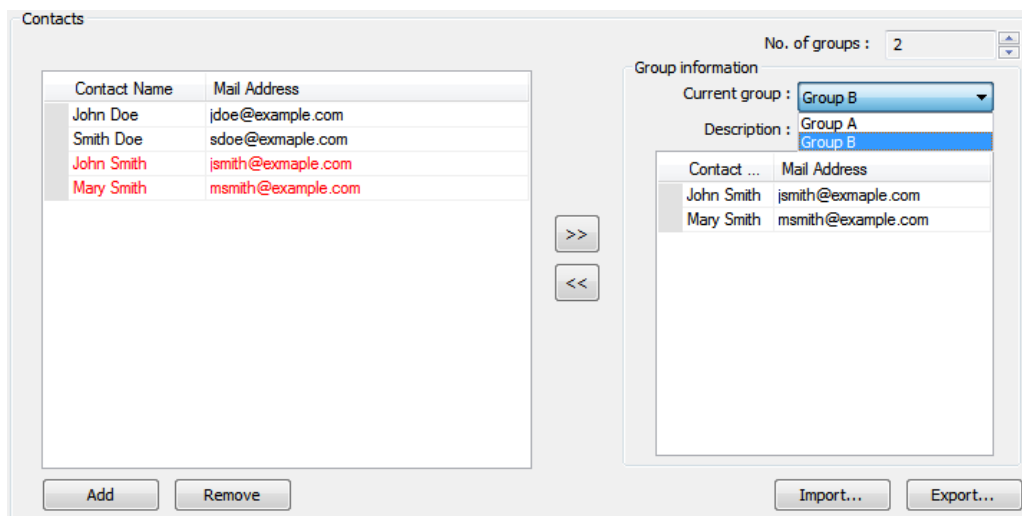 Contacts
No. of groups : 2
Group information
Contact Name Mail Address
John Doe jdoe@example.com
Smith Doe sdoe@exmaple.com
John Smith jsmith@exmaple.com
Mary Smith msmith@example.com
>>
<<
Current group : Group B
Group A
Description : Group B
Contact ... Mail Address
John Smith jsmith@exmaple.com
Mary Smith msmith@example.com
Add Remove Import... Export...